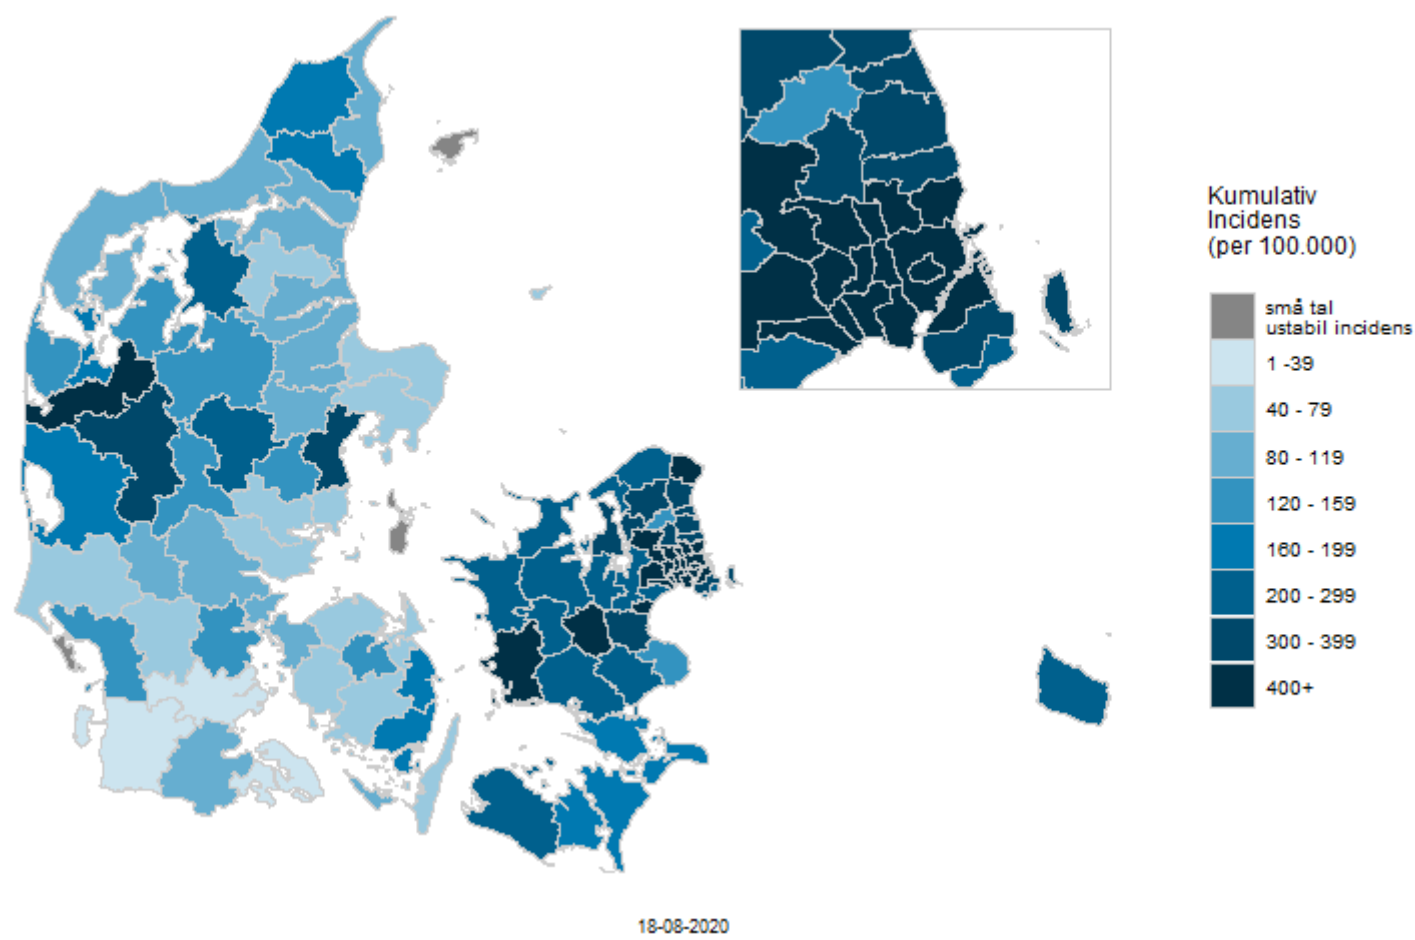 Kumulativ
Incidens
(per 100.000)
små tal
ustabil incidens
1 -39
40 - 79
80 - 119
120 - 159
160 - 199
200 - 299
300 - 399
400+
18-08-2020